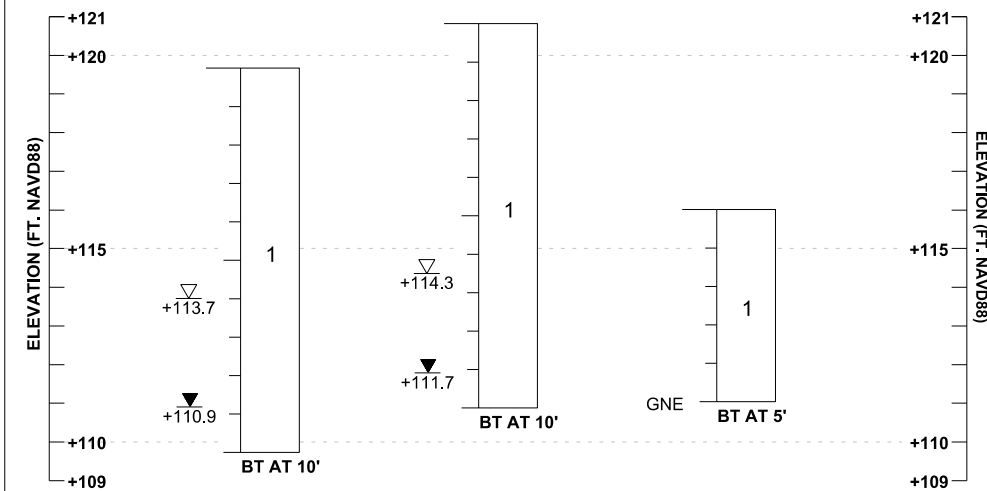 +121
+120
+115
+110
+109
ELEVATION (FT. NAVD88)
1
+113.7
+110.9
BT AT 10'
1
+114.3
+111.7
BT AT 10'
1
GNE
BT AT 5'
+121
+120
+115
+110
+109
ELEVATION (FT. NAVD88)